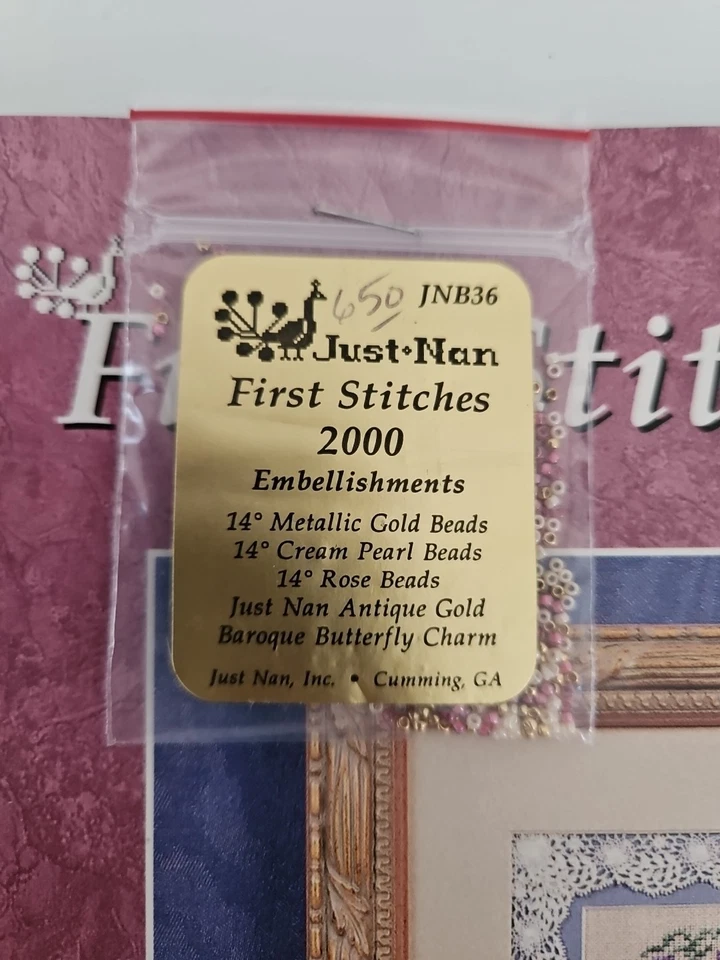 650 JNB36
Just Nan
First Stitches
2000
Embellishments
14° Metallic Gold Beads
14° Cream Pearl Beads
14° Rose Beads
Just Nan Antique Gold
Baroque Butterfly Charm
Just Nan, Inc. • Cumming, GA